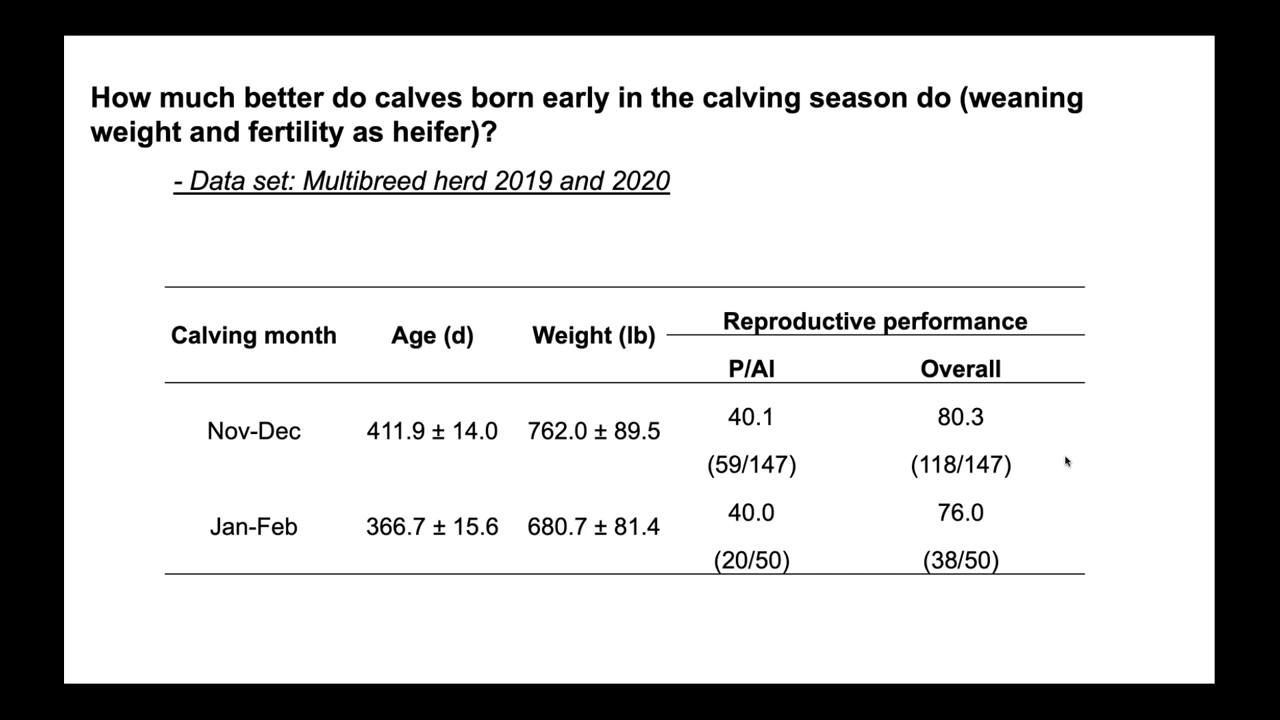 How much better do calves born early in the calving season do (weaning
weight and fertility as heifer)?
- Data set: Multibreed herd 2019 and 2020
Calving month Age (d) Weight (lb) Reproductive performance
P/AI Overall
Nov-Dec 411.9 ± 14.0 762.0 ± 89.5 40.1 80.3
(59/147) (118/147)
Jan-Feb 366.7 ± 15.6 680.7 ± 81.4 40.0 76.0
(20/50) (38/50)